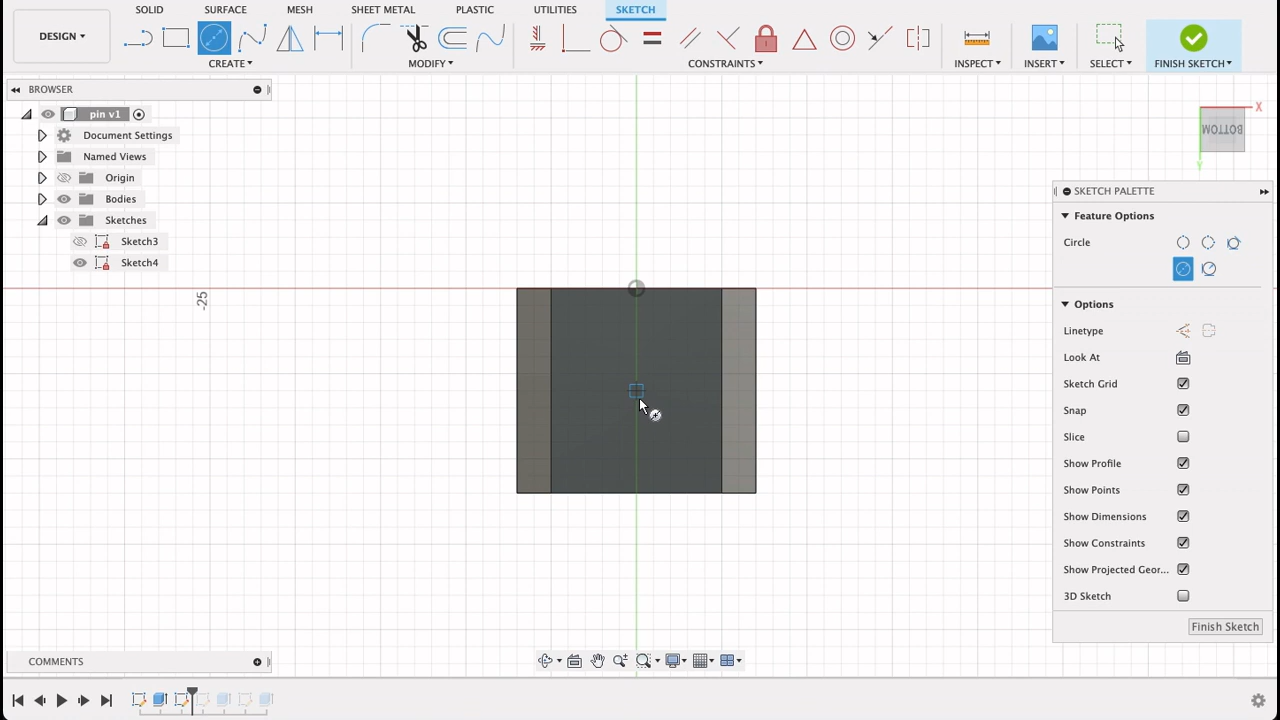 SOLID SURFACE MESH SHEET METAL PLASTIC UTILITIES SKETCH
DESIGN
CREATE MODIFY CONSTRAINTS INSPECT INSERT SELECT FINISH SKETCH
BROWSER
pin v1
Document Settings
Named Views
Origin
Bodies
Sketches
Sketch3
Sketch4
-25
X
BOTTOM
Y
SKETCH PALETTE
Feature Options
Circle
Options
Linetype
Look At
Sketch Grid
Snap
Slice
Show Profile
Show Points
Show Dimensions
Show Constraints
Show Projected Geor...
3D Sketch
Finish Sketch
COMMENTS